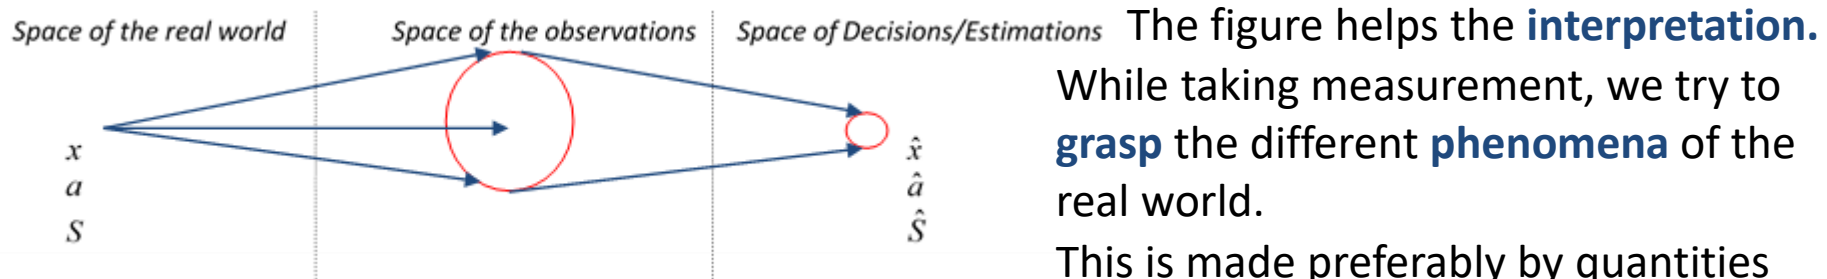 Space of the real world
Space of the observations
Space of Decisions/Estimations
x
a
S
x̂
â
Ŝ
The figure helps the interpretation.
While taking measurement, we try to
grasp the different phenomena of the
real world.
This is made preferably by quantities